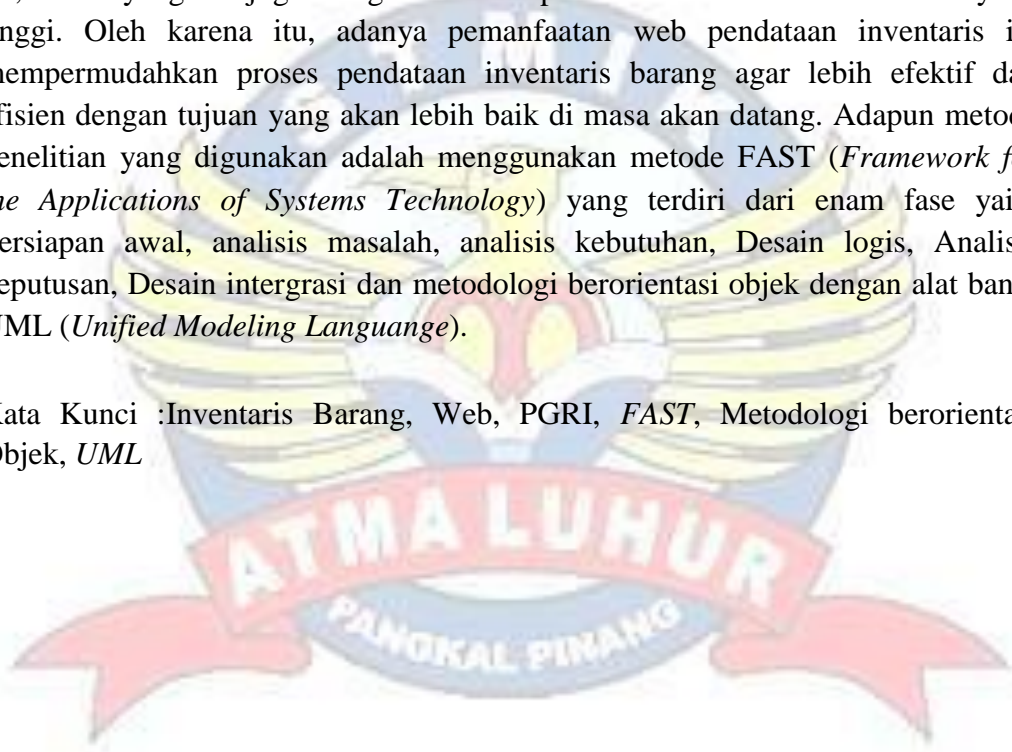 inggi. Oleh karena itu, adanya pemanfaatan web pendataan inventaris i
nempermudahkan proses pendataan inventaris barang agar lebih efektif da
fisien dengan tujuan yang akan lebih baik di masa akan datang. Adapun metod
enelitian yang digunakan adalah menggunakan metode FAST (Framework fo
he Applications of Systems Technology) yang terdiri dari enam fase yai
ersiapan awal, analisis masalah, analisis kebutuhan, Desain logis, Analis
eputusan, Desain intergrasi dan metodologi berorientasi objek dengan alat ban
UML (Unified Modeling Languange).
Kata Kunci :Inventaris Barang, Web, PGRI, FAST, Metodologi berorienta
Objek, UML
ATMA LUHUR
PANGKAL PINANG